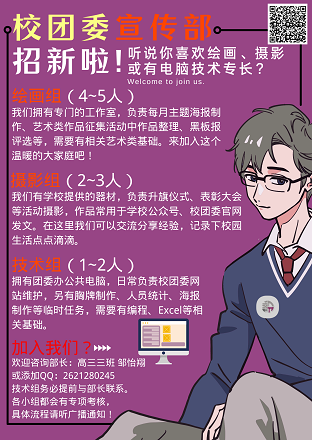 校团委宣传部
招新啦!
听说你喜欢绘画、摄影
或有电脑技术专长？
Welcome to join us.
绘画组（4~5人）
我们拥有专门的工作室，负责每月主题海报制
作、艺术类作品征集活动中作品整理、黑板报
评选等，需要有相关艺术类基础。来加入这个
温暖的大家庭吧！
摄影组（2~3人）
我们有学校提供的器材，负责升旗仪式、表彰大会
等活动摄影，作品常用于学校公众号、校团委官网
发文。在这里我们可以交流分享经验，记录下校园
生活点点滴滴。
技术组（1~2人）
拥有团委办公共电脑，日常负责校团委网
站维护，另有胸牌制作、人员统计、海报
制作等临时任务，需要有编程、Excel等相
关基础。
加入我们？
欢迎咨询部长：高三三班 邹怡翔
或添加QQ：2621280245
技术组务必提前与部长联系。
各小组都会有专项考核，
具体流程请听广播通知！